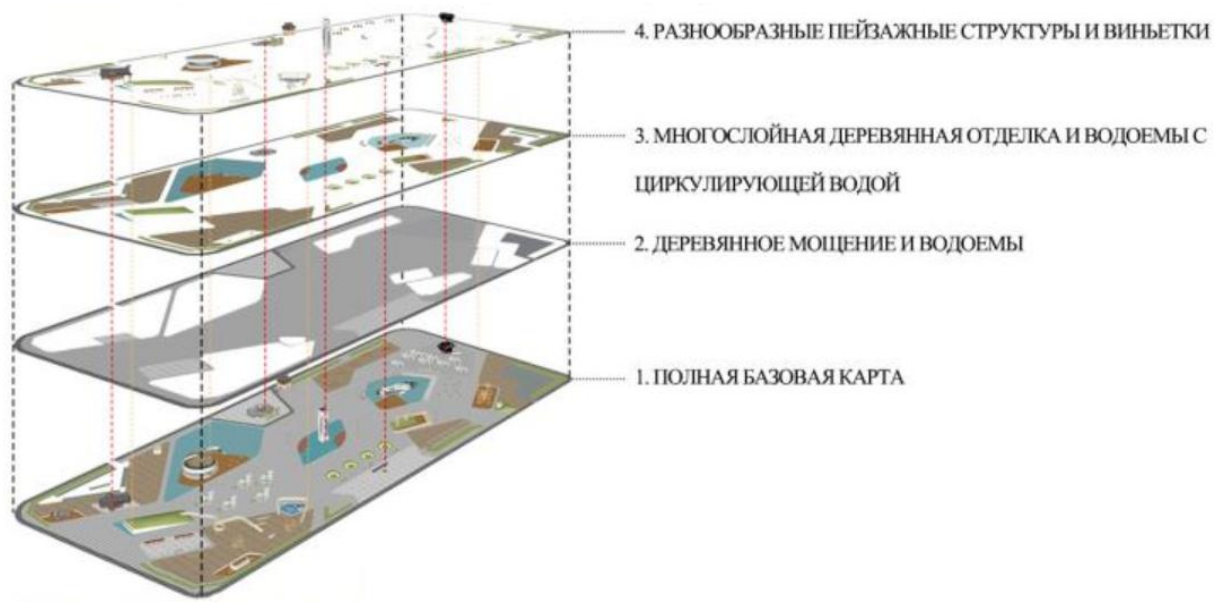 4. РАЗНООБРАЗНЫЕ ПЕЙЗАЖНЫЕ СТРУКТУРЫ И ВИНЬЕТКИ
3. МНОГОСЛОЙНАЯ ДЕРЕВЯННАЯ ОТДЕЛКА И ВОДОЕМЫ С
ЦИРКУЛИРУЮЩЕЙ ВОДОЙ
2. ДЕРЕВЯННОЕ МОЩЕНИЕ И ВОДОЕМЫ
1. ПОЛНАЯ БАЗОВАЯ КАРТА